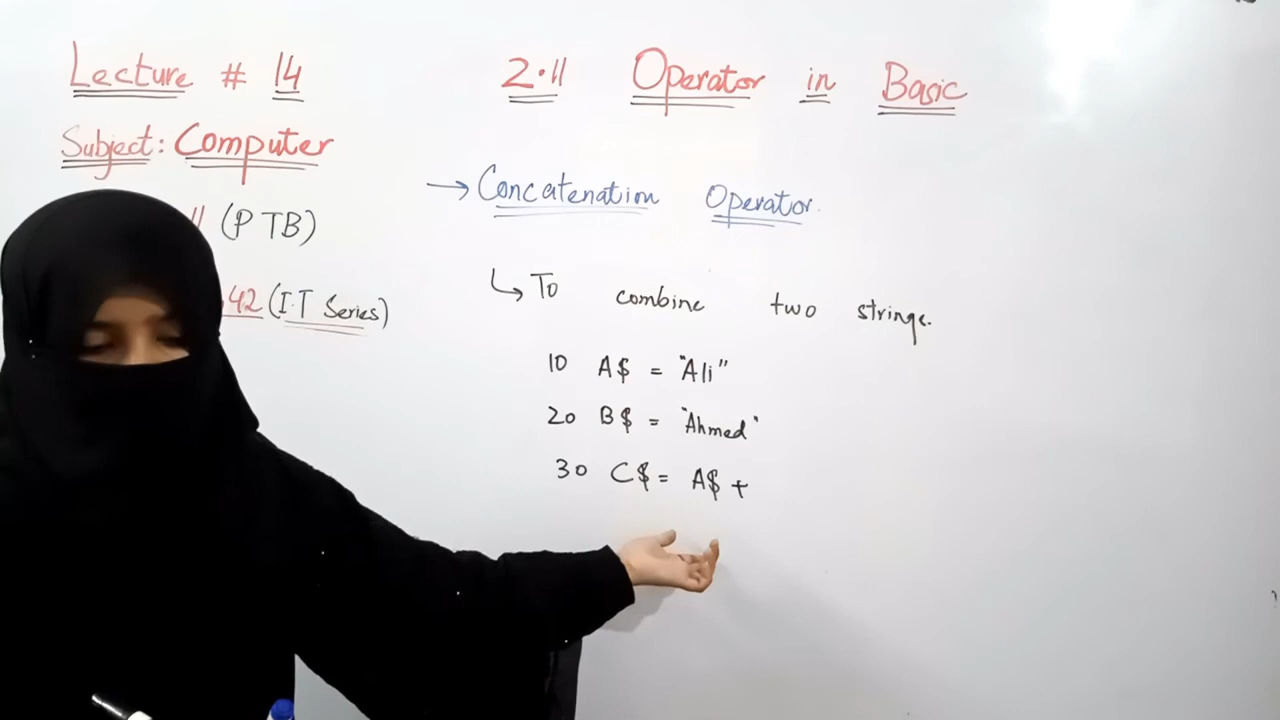 Lecture # 14
Subject: Computer
11 (PTB)
42 (I.T Series)
2.11 Operator in Basic
→ Concatenation Operator.
↳ To combine two strings.
10 A$ = "Ali"
20 B$ = "Ahmed"
30 C$ = A$ +